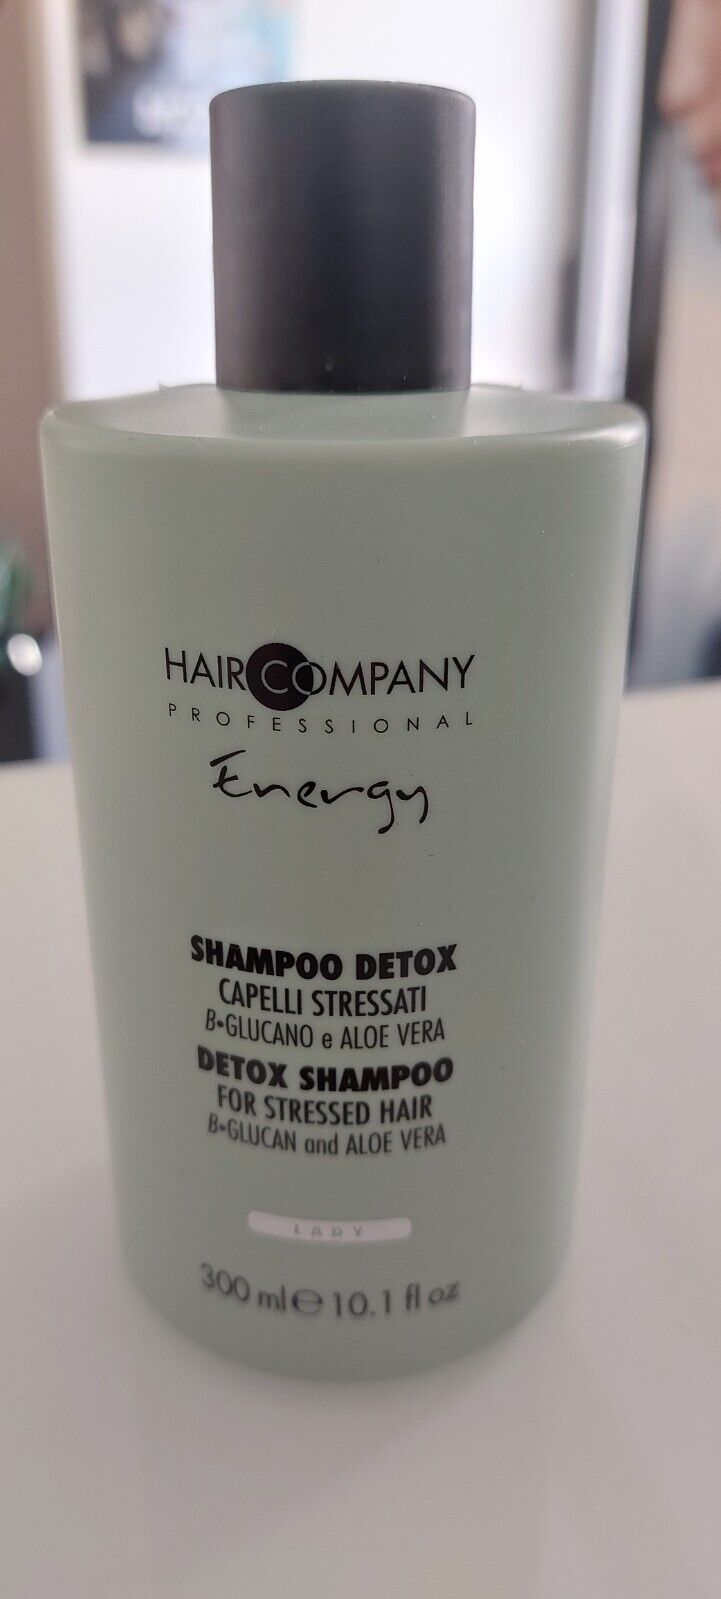 HAIR COMPANY
PROFESSIONAL
Energy
SHAMPOO DETOX
CAPELLI STRESSATI
B•GLUCANO e ALOE VERA
DETOX SHAMPOO
FOR STRESSED HAIR
B•GLUCAN and ALOE VERA
LADY
300 ml ℮ 10.1 fl oz